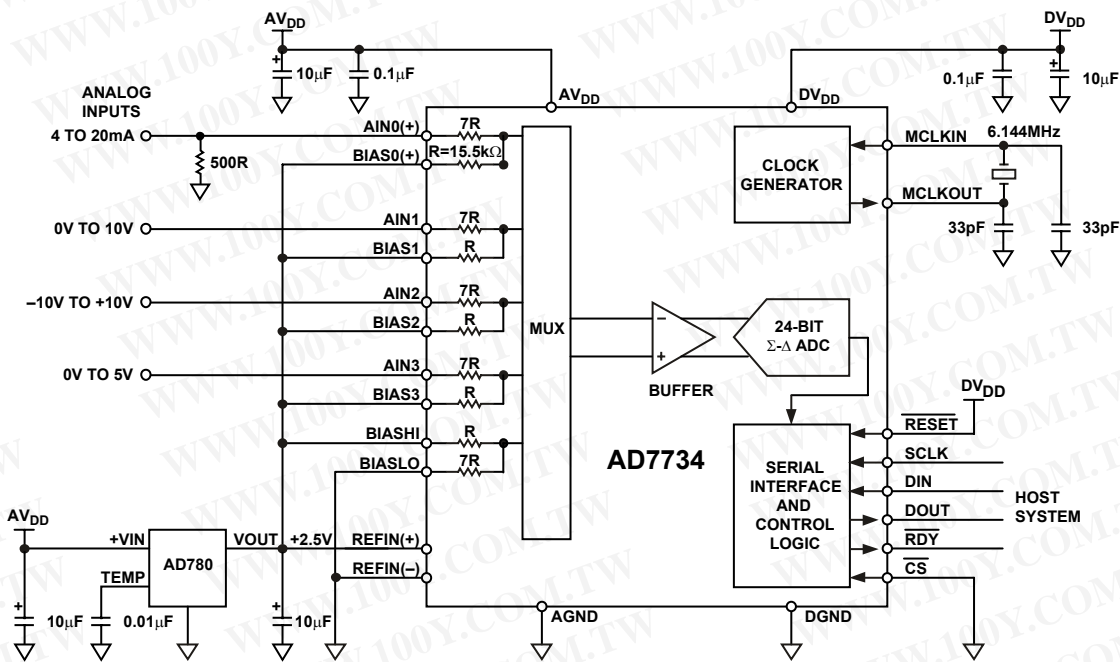 AVDD
DVDD
10μF
0.1μF
0.1μF
10μF
ANALOG
INPUTS
AVDD
DVDD
4 TO 20mA
AIN0(+)
7R
R=15.5kΩ
BIAS0(+)
500R
CLOCK
GENERATOR
MCLKIN
6.144MHz
MCLKOUT
33pF
33pF
0V TO 10V
AIN1
7R
BIAS1
R
–10V TO +10V
AIN2
7R
BIAS2
R
MUX
–
+
BUFFER
24-BIT
Σ-Δ ADC
0V TO 5V
AIN3
7R
BIAS3
R
BIASHI
R
BIASLO
7R
AD7734
SERIAL
INTERFACE
AND
CONTROL
LOGIC
DVDD
RESET
SCLK
DIN
DOUT
RDY
CS
HOST
SYSTEM
AVDD
+VIN
AD780
VOUT
+2.5V
REFIN(+)
TEMP
REFIN(–)
10μF
0.01μF
10μF
AGND
DGND
WWW.100Y.COM.TW